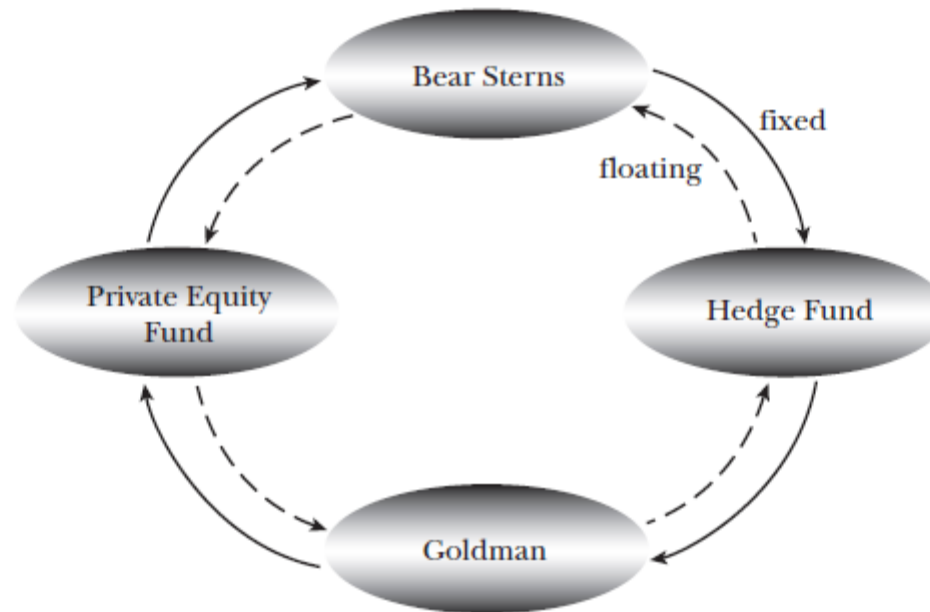 Bear Sterns
fixed
floating
Private Equity
Fund
Hedge Fund
Goldman